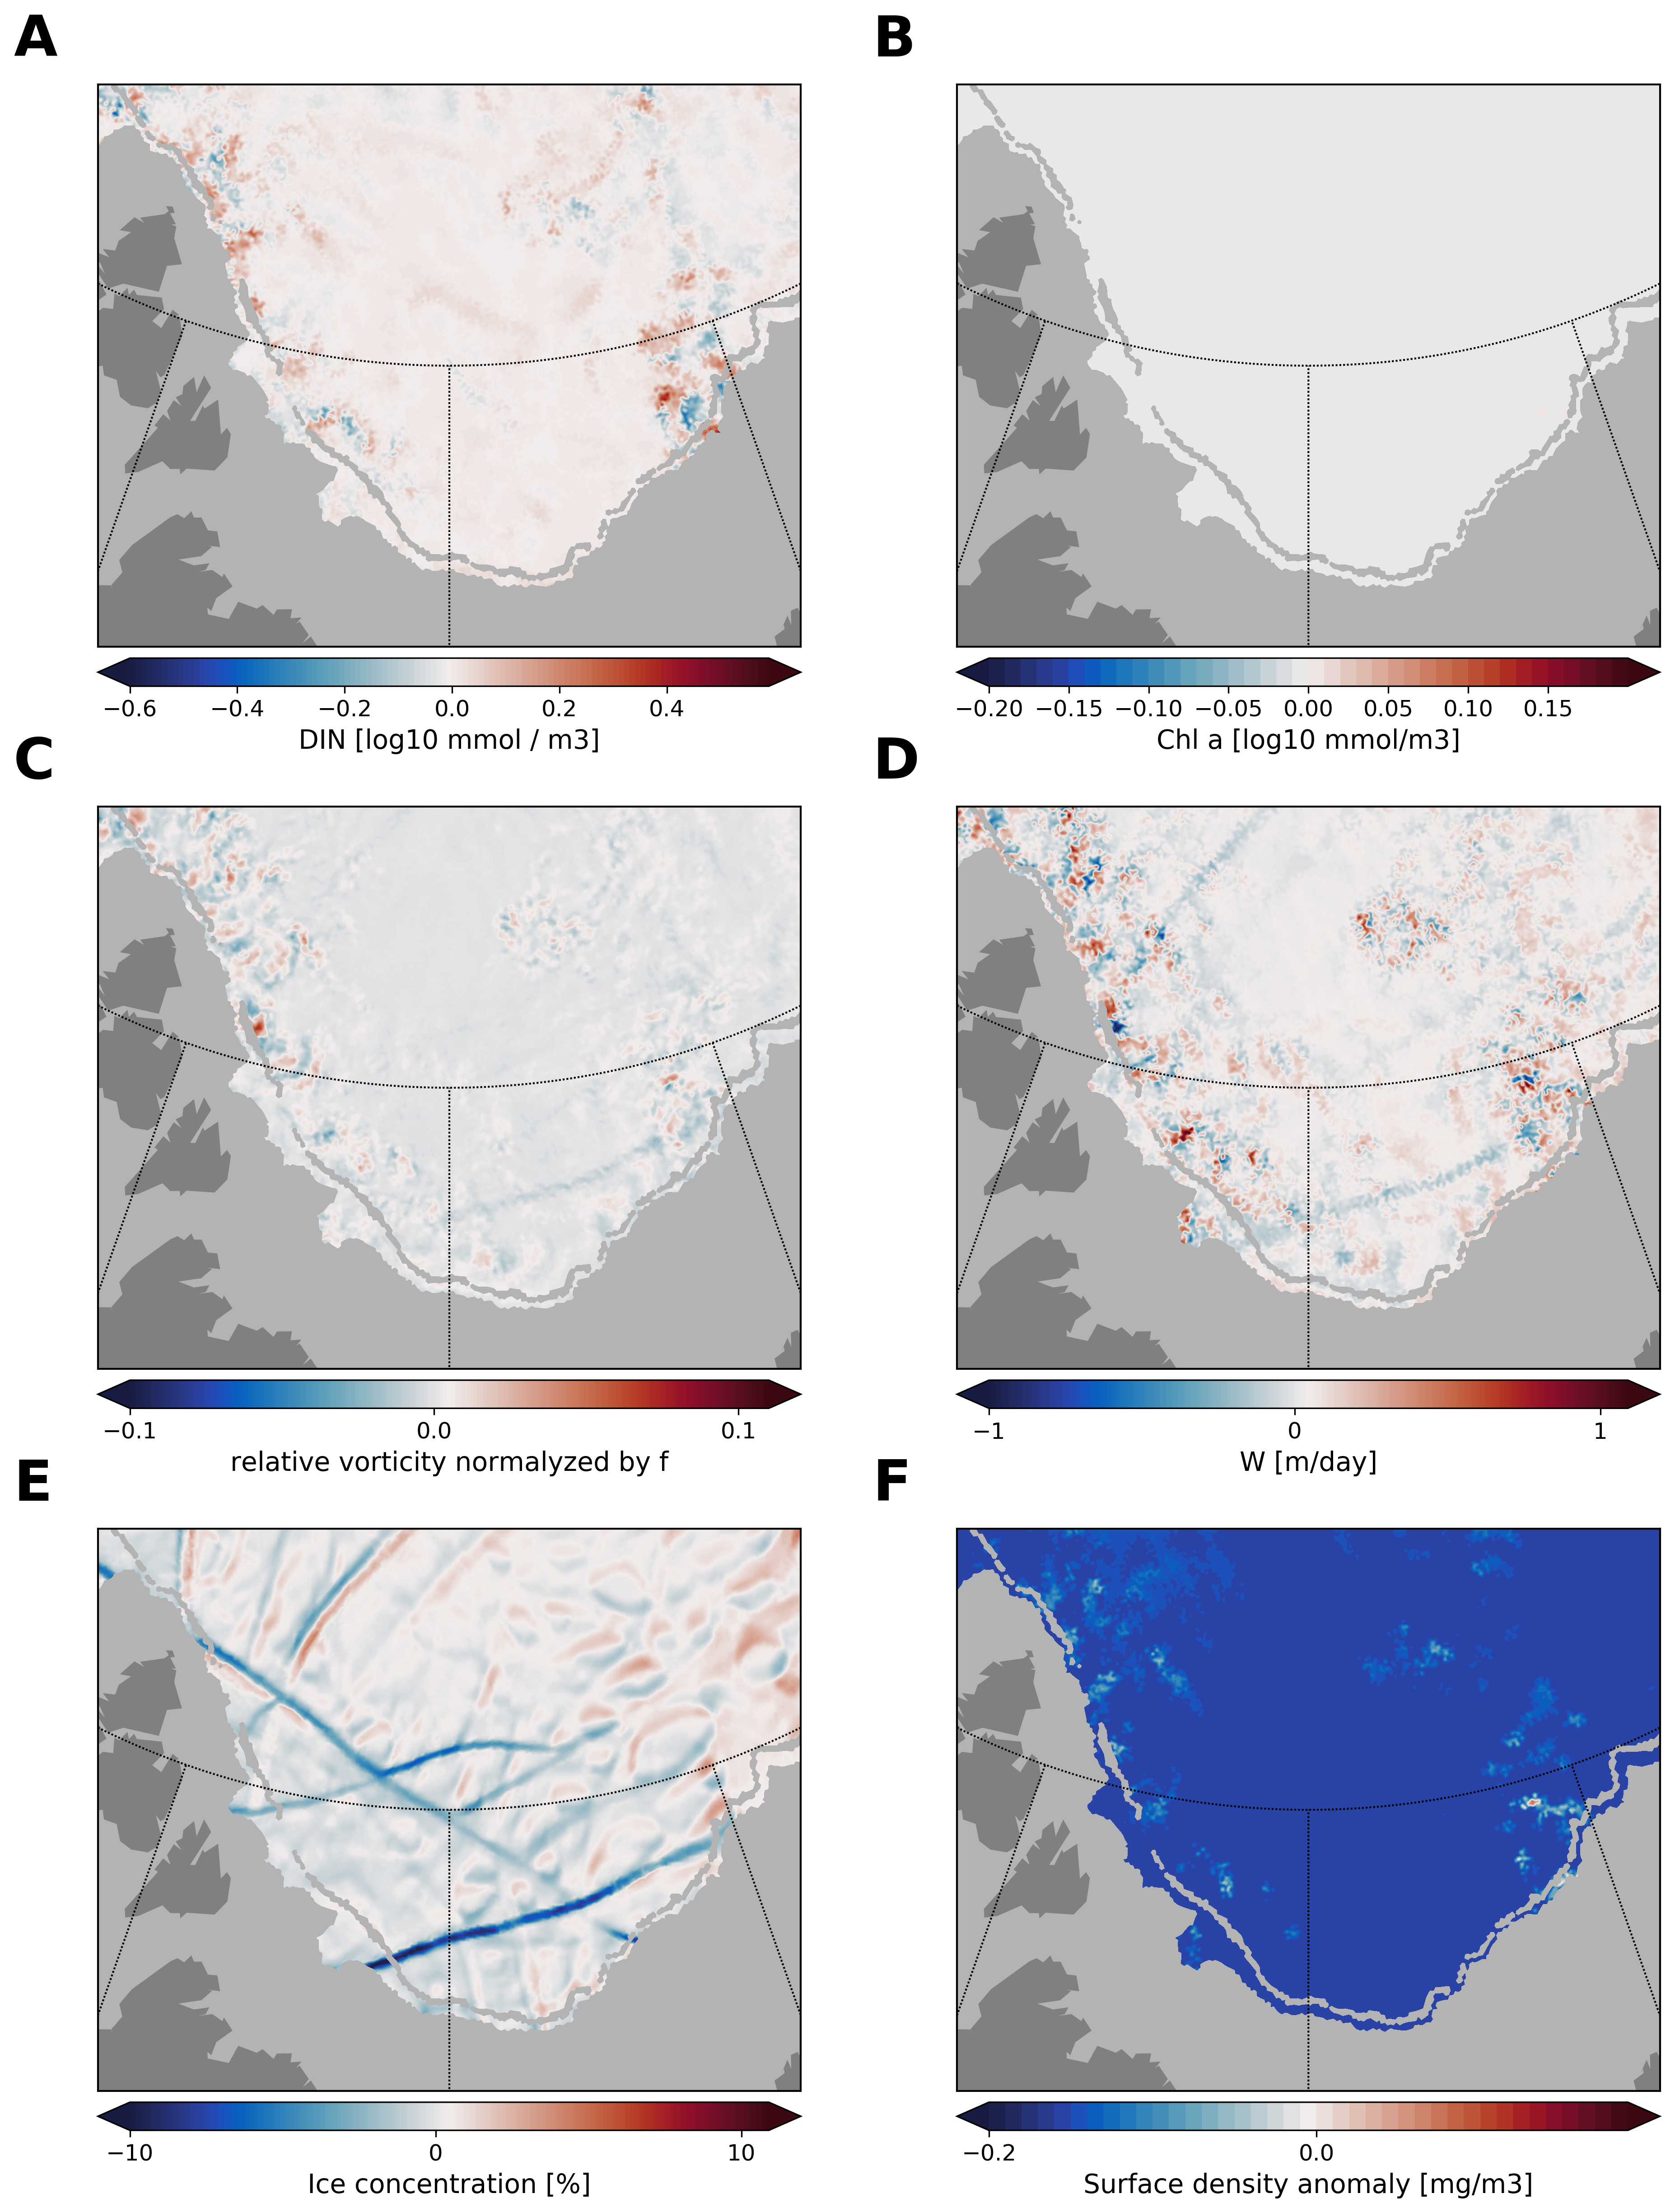 A
B
−0.6 −0.4 −0.2 0.0 0.2 0.4
DIN [log10 mmol / m3]
−0.20 −0.15 −0.10 −0.05 0.00 0.05 0.10 0.15
Chl a [log10 mmol/m3]
C
D
−0.1 0.0 0.1
relative vorticity normalyzed by f
−1 0 1
W [m/day]
E
F
−10 0 10
Ice concentration [%]
−0.2 0.0
Surface density anomaly [mg/m3]